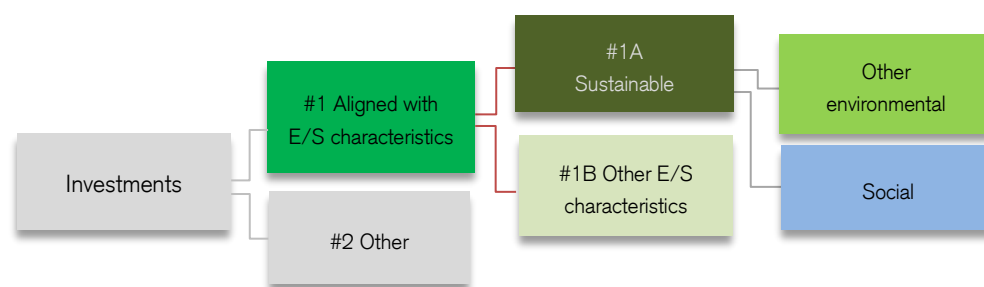 Investments
#1 Aligned with
E/S characteristics
#2 Other
#1A
Sustainable
#1B Other E/S
characteristics
Other
environmental
Social